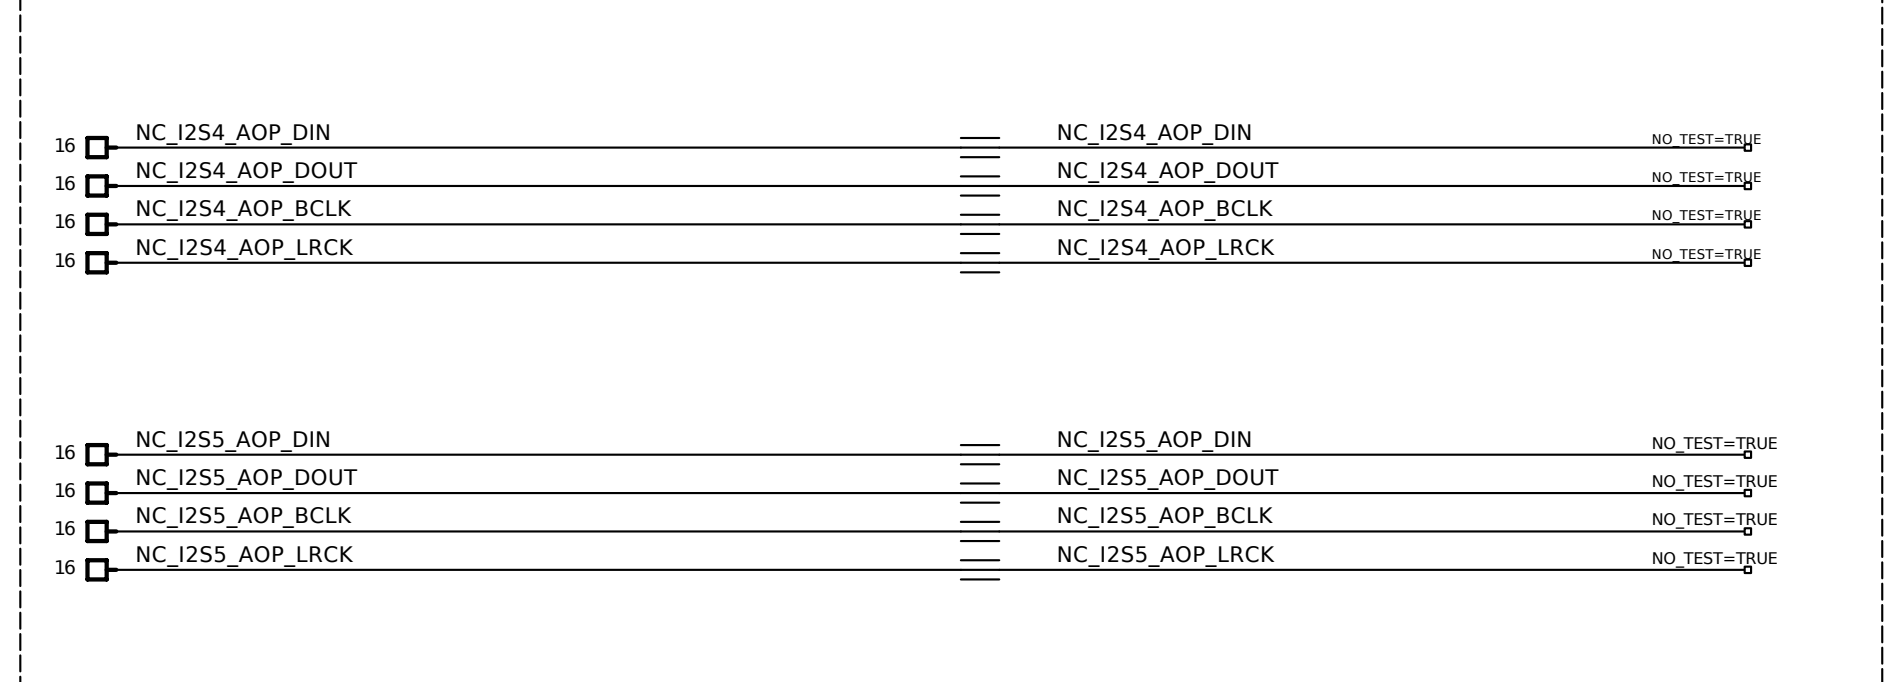 16 NC_I2S4_AOP_DIN NC_I2S4_AOP_DIN NO_TEST=TRUE
16 NC_I2S4_AOP_DOUT NC_I2S4_AOP_DOUT NO_TEST=TRUE
16 NC_I2S4_AOP_BCLK NC_I2S4_AOP_BCLK NO_TEST=TRUE
16 NC_I2S4_AOP_LRCK NC_I2S4_AOP_LRCK NO_TEST=TRUE
16 NC_I2S5_AOP_DIN NC_I2S5_AOP_DIN NO_TEST=TRUE
16 NC_I2S5_AOP_DOUT NC_I2S5_AOP_DOUT NO_TEST=TRUE
16 NC_I2S5_AOP_BCLK NC_I2S5_AOP_BCLK NO_TEST=TRUE
16 NC_I2S5_AOP_LRCK NC_I2S5_AOP_LRCK NO_TEST=TRUE